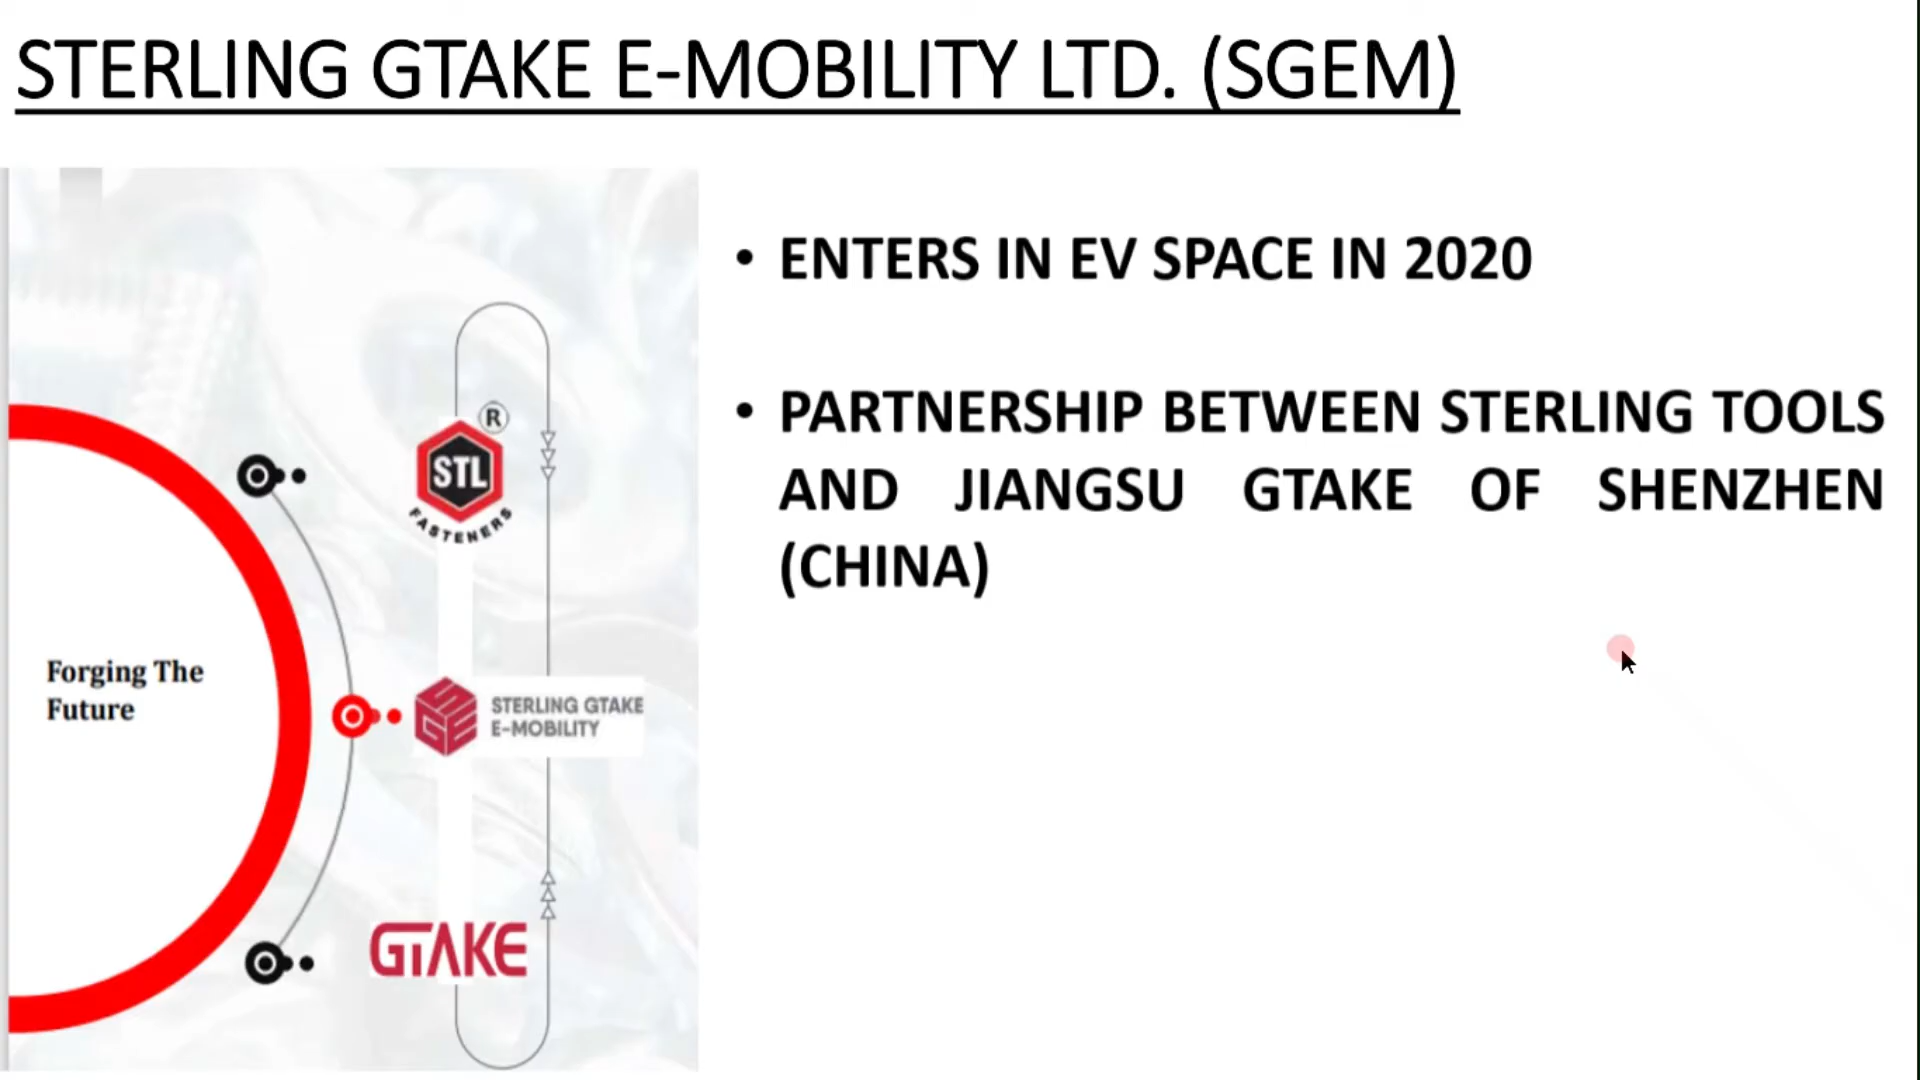 STERLING GTAKE E-MOBILITY LTD. (SGEM)
• ENTERS IN EV SPACE IN 2020
• PARTNERSHIP BETWEEN STERLING TOOLS
AND JIANGSU GTAKE OF SHENZHEN
(CHINA)
®
STL
FASTENERS
Forging The
Future
SGE
STERLING GTAKE
E-MOBILITY
GTAKE